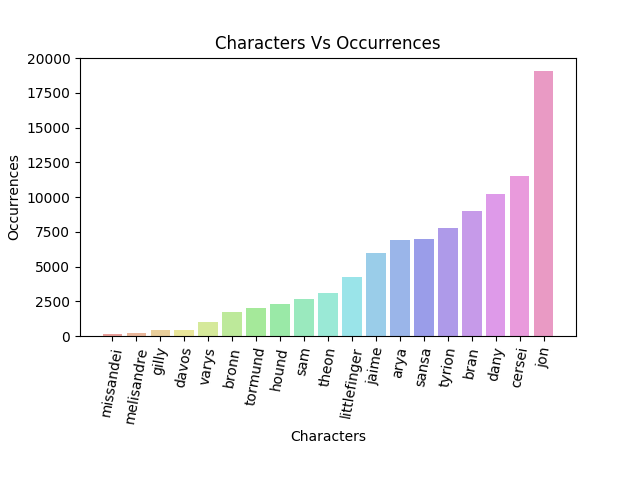 Characters Vs Occurrences
Occurrences
20000
17500
15000
12500
10000
7500
5000
2500
0
missandei
melisandre
gilly
davos
varys
bronn
tormund
hound
sam
theon
littlefinger
jaime
arya
sansa
tyrion
bran
dany
cersei
jon
Characters